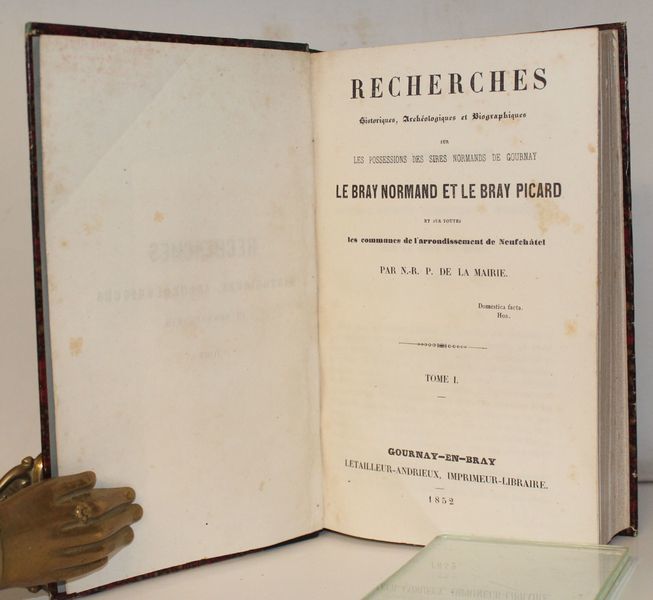 RECHERCHES
Historiques, Archéologiques et Biographiques
SUR
LES POSSESSIONS DES SIRES NORMANDS DE GOURNAY
LE BRAY NORMAND ET LE BRAY PICARD
ET SUR TOUTES
les communes de l'arrondissement de Neufchâtel
PAR N.-R. P. DE LA MAIRIE.
Domestica facta.
Hor.
TOME I.
GOURNAY-EN-BRAY
LETAILLEUR-ANDRIEUX, IMPRIMEUR-LIBRAIRE.
1852